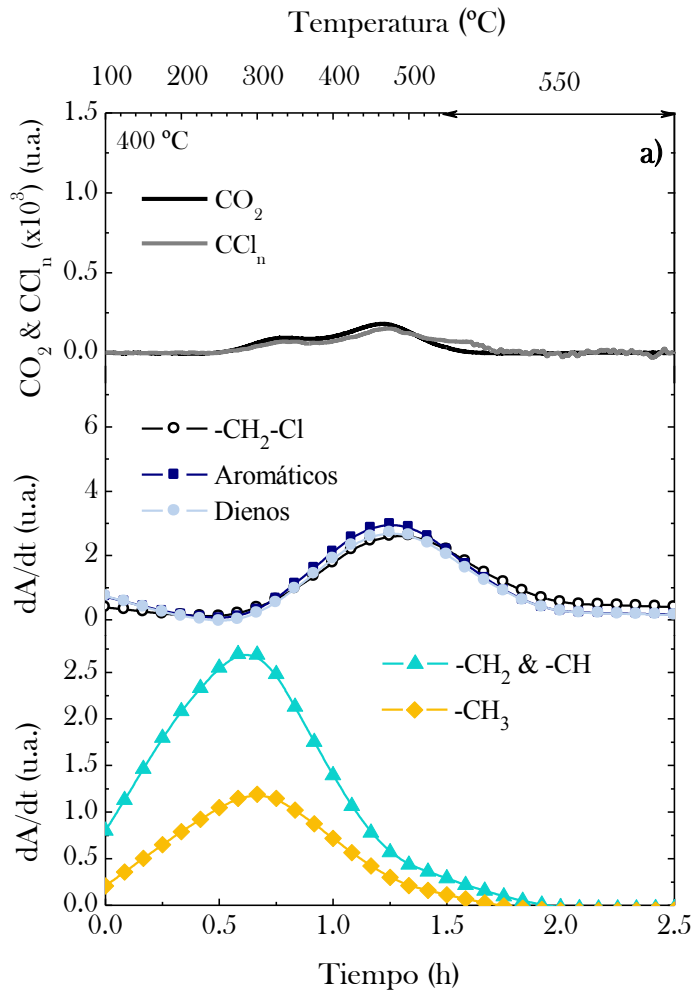 Temperatura (ºC)
100 200 300 400 500 550
400 ºC
a)
CO₂
CClₙ
CO₂ & CClₙ (x10³) (u.a.)
1.5
1.0
0.5
0.0
-CH₂-Cl
Aromáticos
Dienos
dA/dt (u.a.)
6
4
2
0
-CH₂ & -CH
-CH₃
dA/dt (u.a.)
2.5
2.0
1.5
1.0
0.5
0.0
0.0 0.5 1.0 1.5 2.0 2.5
Tiempo (h)